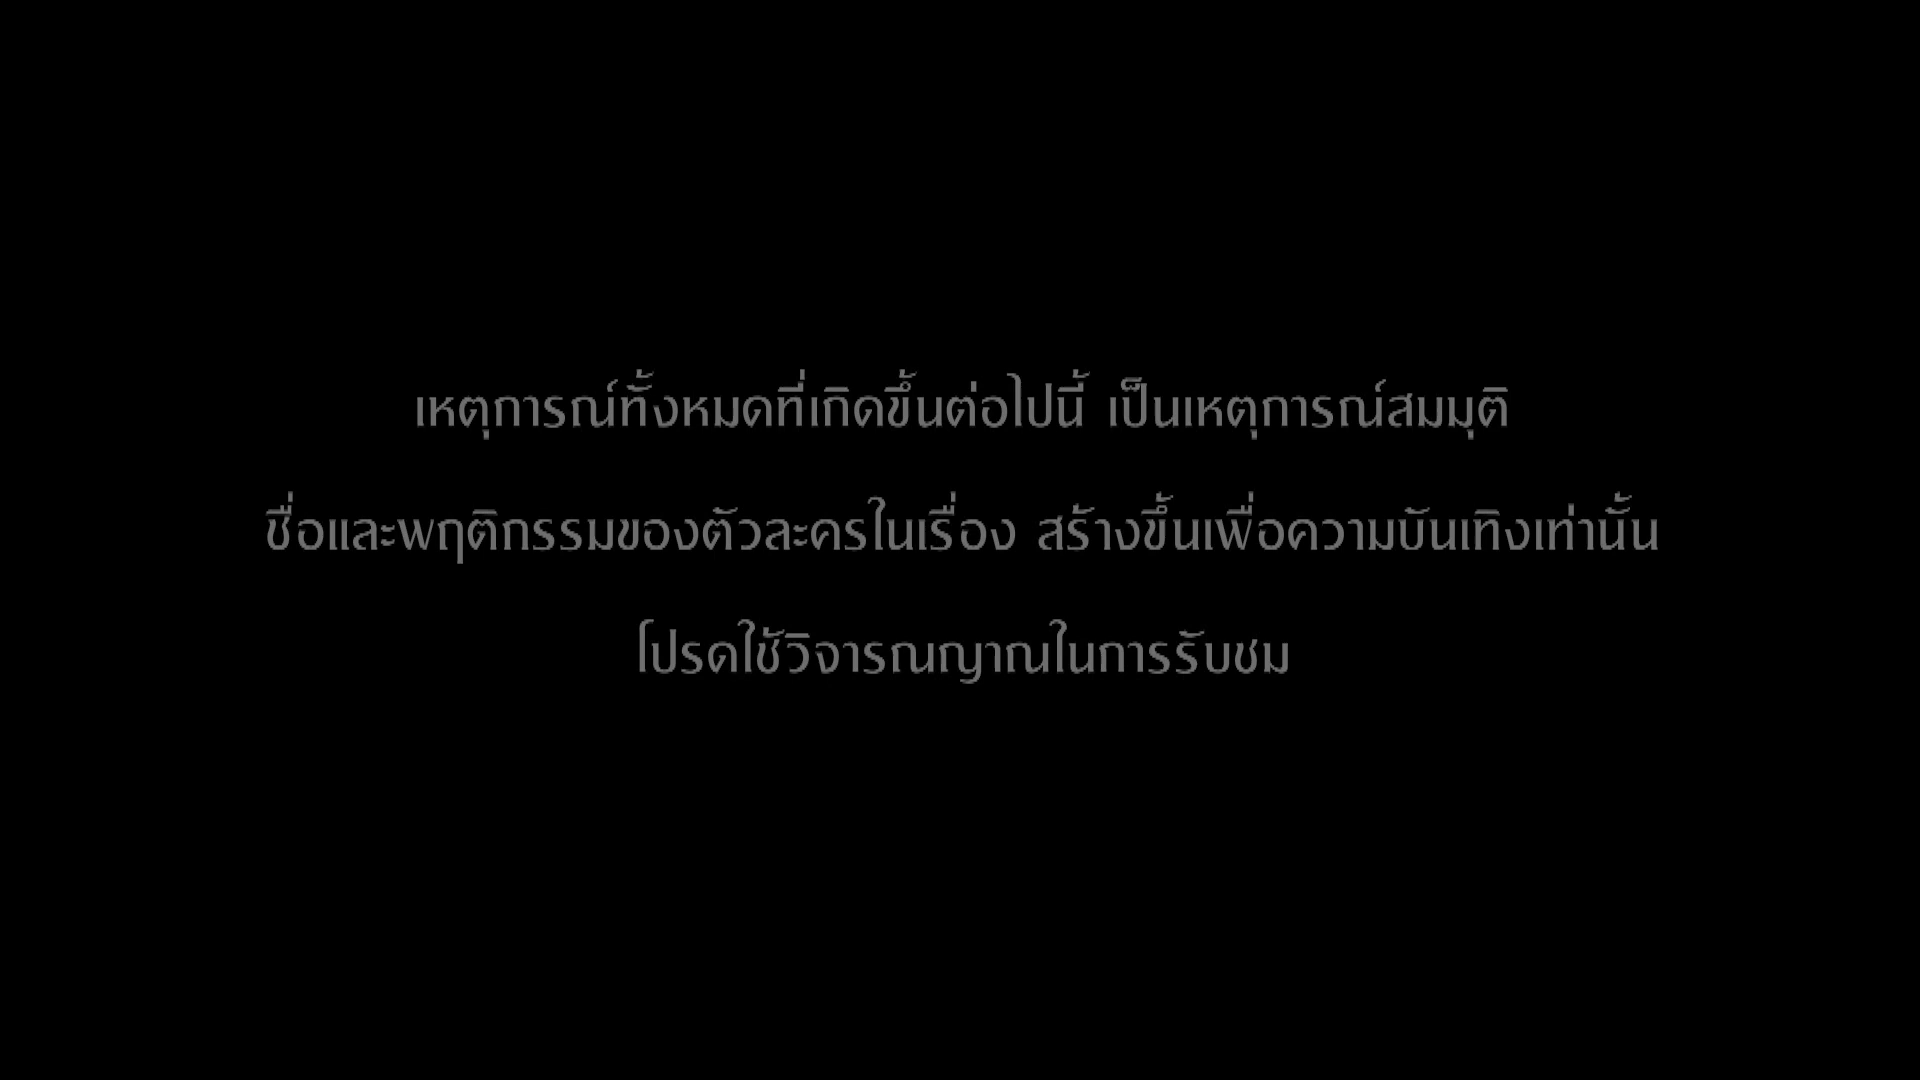 เหตุการณ์ทั้งหมดที่เกิดขึ้นต่อไปนี้ เป็นเหตุการณ์สมมุติ
ชื่อและพฤติกรรมของตัวละครในเรื่อง สร้างขึ้นเพื่อความบันเทิงเท่านั้น
โปรดใช้วิจารณญาณในการรับชม